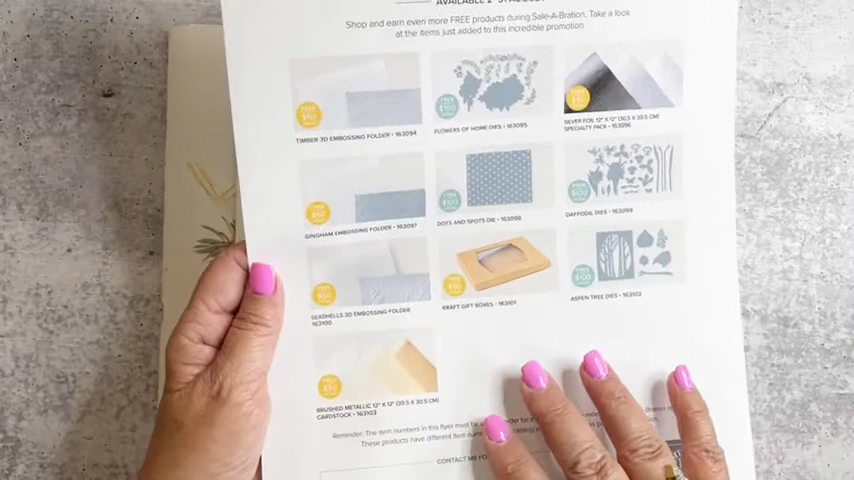 AVAILABLE 2
Shop and earn even more FREE products during Sale-A-Bration. Take a look
at the items just added to this incredible promotion.
TIMBER 3D EMBOSSING FOLDER • 163094
FLOWERS OF HOME DIES • 163095
SILVER FOIL 12" X 12" (30.5 X 30.5 CM)
SPECIALTY PACK • 163096
GINGHAM EMBOSSING FOLDER • 163097
DOTS AND SPOTS DIE • 163098
DAFFODIL DIES • 163099
SEASHELLS 3D EMBOSSING FOLDER
163100
KRAFT GIFT BOXES • 163101
ASPEN TREE DIES • 163102
BRUSHED METALLIC 12" X 12" (30.5 X 30.5 CM)
CARDSTOCK • 163103
Reminder: The item numbers in this flyer must be
These products have different item
CONTACT ME